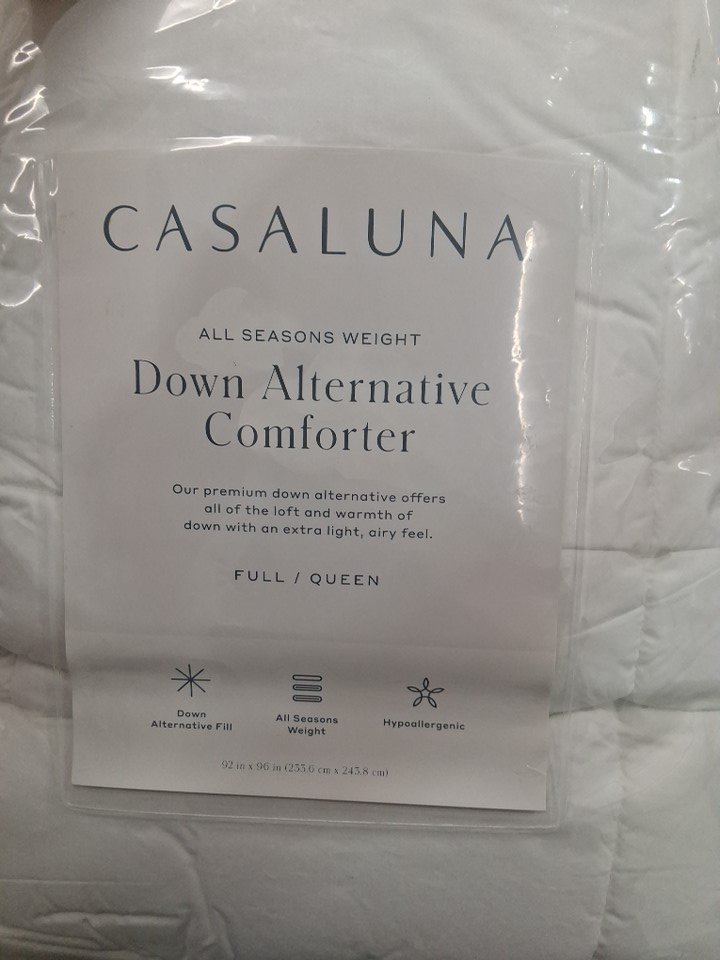 CASALUNA
ALL SEASONS WEIGHT
Down Alternative
Comforter
Our premium down alternative offers
all of the loft and warmth of
down with an extra light, airy feel.
FULL / QUEEN
Down
Alternative Fill
All Seasons
Weight
Hypoallergenic
92 in x 96 in (233.6 cm x 243.8 cm)